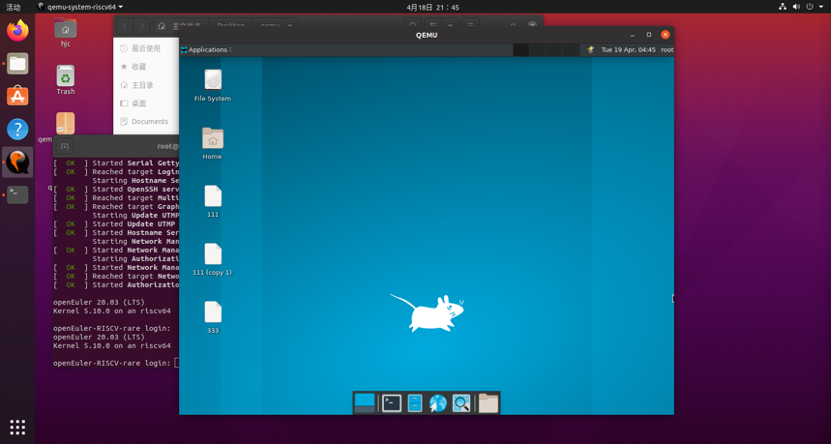 活动
qemu-system-riscv64
4月18日 21：45
hjc
Trash
qem
主文件夹
Desktop
qemu
最近使用
收藏
主目录
桌面
Documents
root@
[ OK ] Started Serial Getty
[ OK ] Reached target Login
Starting Hostname Se
[ OK ] Started OpenSSH serv
[ OK ] Reached target Multi
[ OK ] Reached target Graph
Starting Update UTMP
[ OK ] Started Update UTMP
[ OK ] Started Hostname Ser
Starting Network Man
[ OK ] Started Network Mana
Starting Authorizati
[ OK ] Started Network Mana
[ OK ] Reached target Netwo
[ OK ] Started Authorizatio
openEuler 20.03 (LTS)
Kernel 5.10.0 on an riscv64
openEuler-RISCV-rare login:
openEuler 20.03 (LTS)
Kernel 5.10.0 on an riscv64
openEuler-RISCV-rare login:
QEMU
Applications
Tue 19 Apr, 04:45 root
File System
Home
111
111 (copy 1)
333